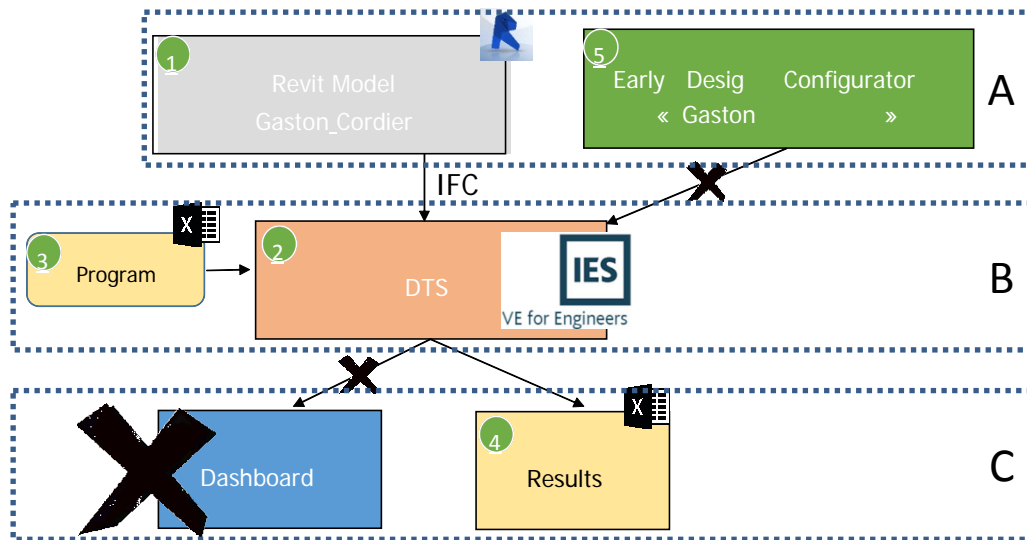 1
Revit Model
Gaston_Cordier
R
5
Early Desig Configurator
« Gaston »
A
IFC
3
Program
X
2
DTS
IES
VE for Engineers
B
Dashboard
4
Results
X
C